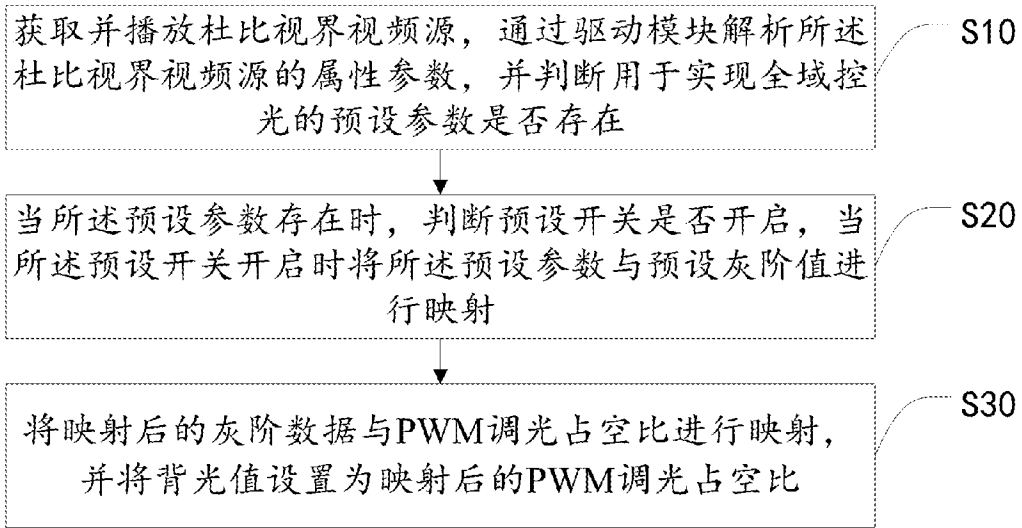 获取并播放杜比视界视频源，通过驱动模块解析所述
杜比视界视频源的属性参数，并判断用于实现全域控
光的预设参数是否存在
S10
当所述预设参数存在时，判断预设开关是否开启，当
所述预设开关开启时将所述预设参数与预设灰阶值进
行映射
S20
将映射后的灰阶数据与PWM调光占空比进行映射，
并将背光值设置为映射后的PWM调光占空比
S30